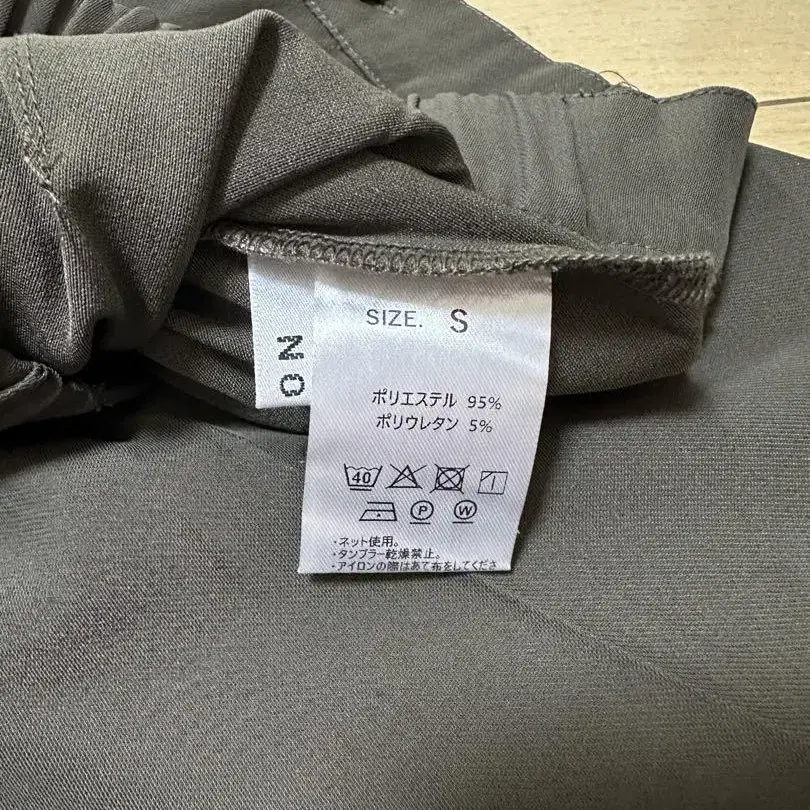 SIZE. S
NO
ポリエステル 95%
ポリウレタン 5%
40
P W
・ネット使用。
・タンブラー乾燥禁止。
・アイロンの際はあて布をしてくださ